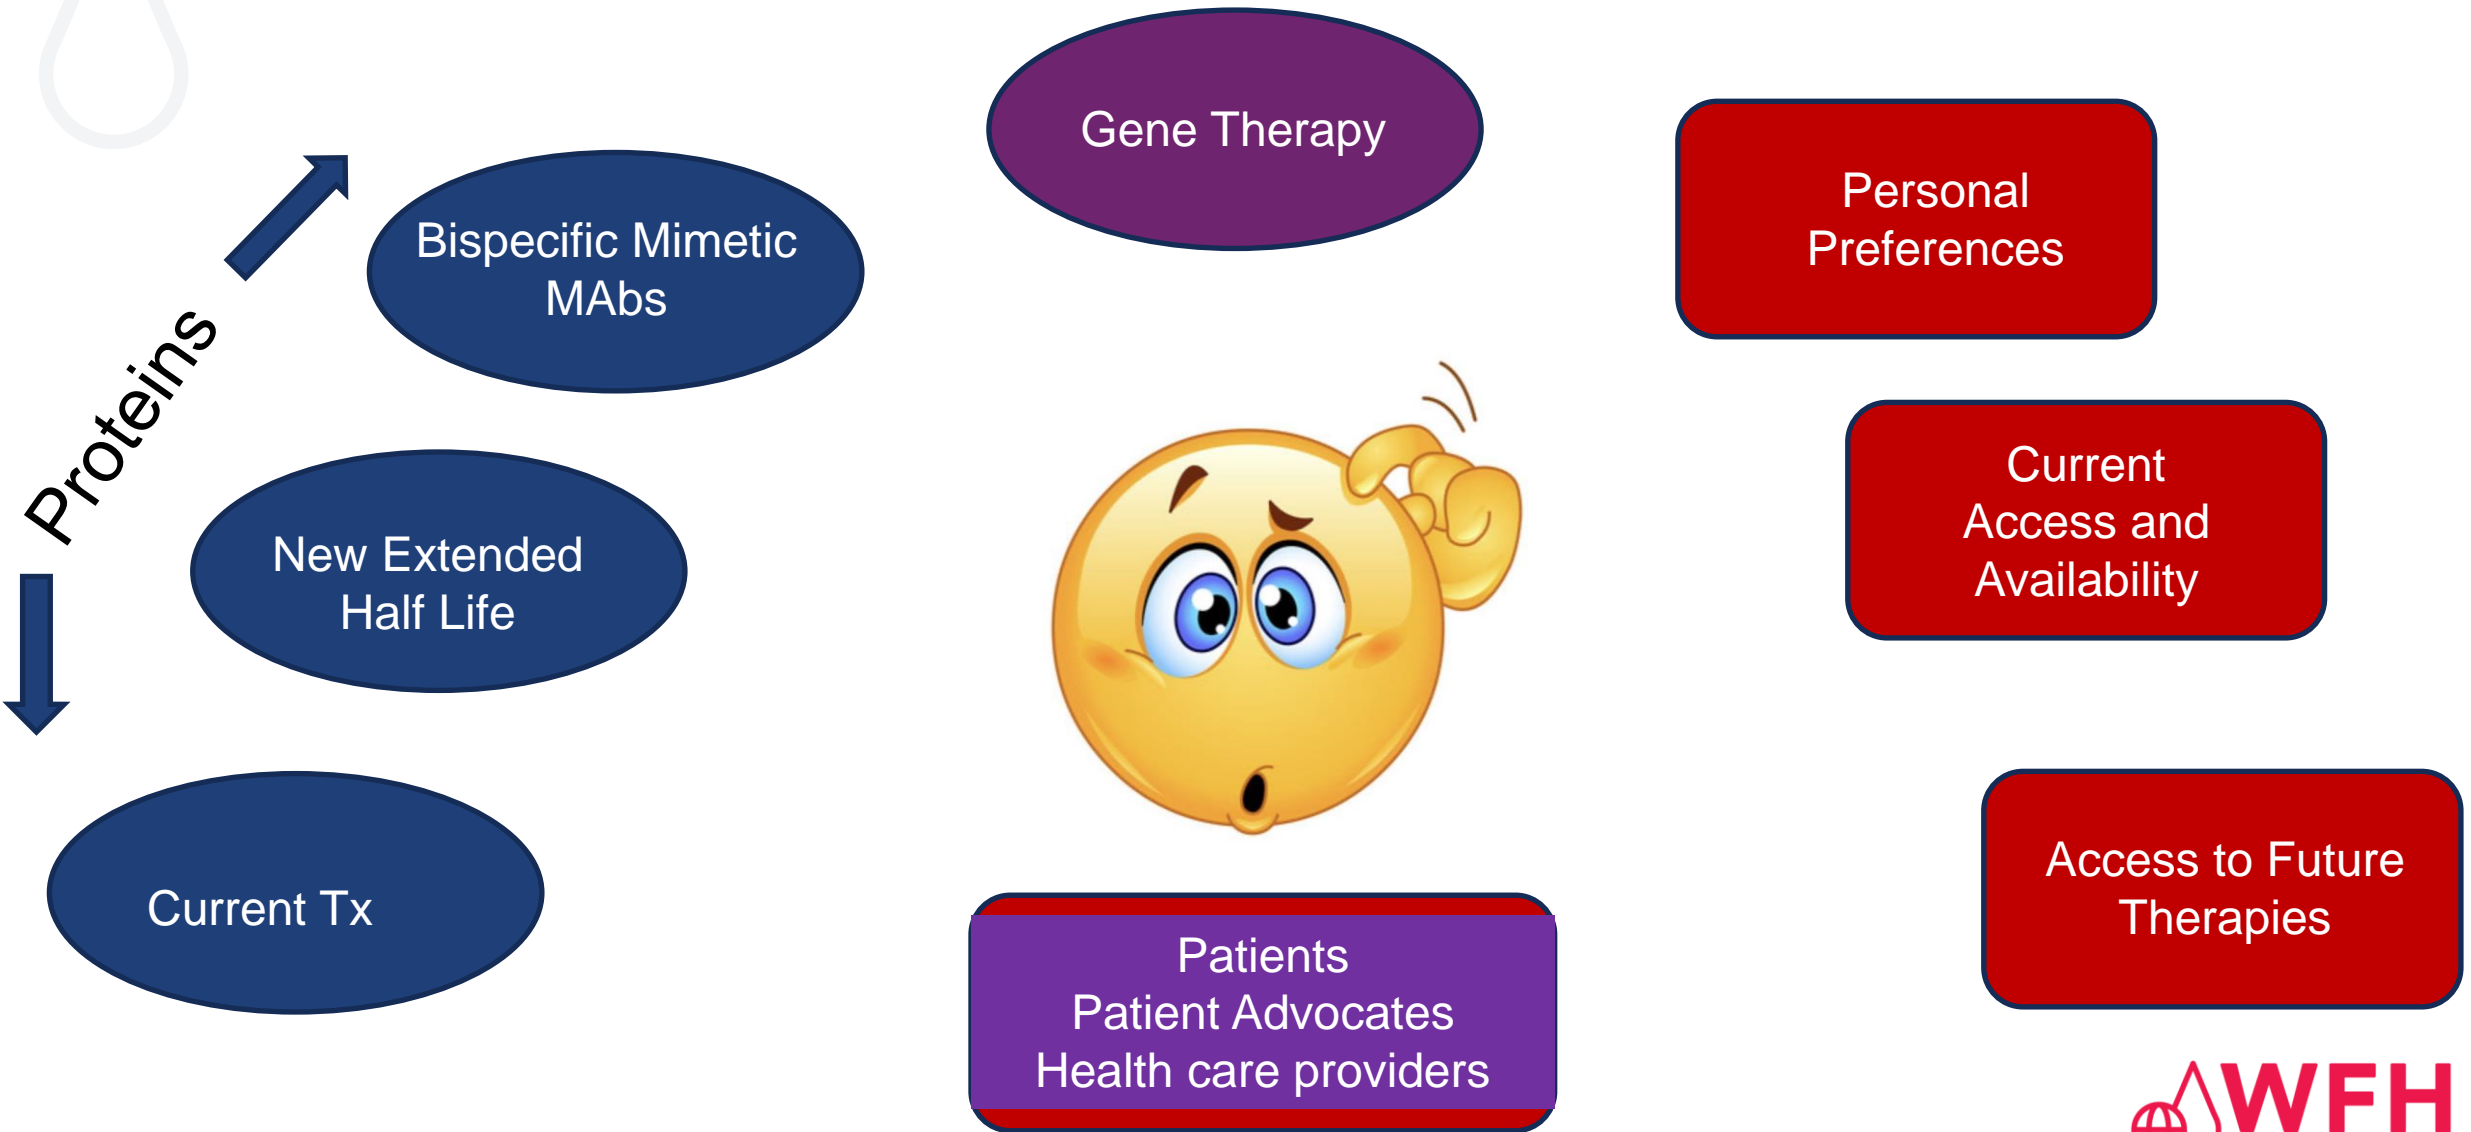 Gene Therapy
Bispecific Mimetic
MAbs
Proteins
New Extended
Half Life
Current Tx
Personal
Preferences
Current
Access and
Availability
Access to Future
Therapies
Patients
Patient Advocates
Health care providers
WFH